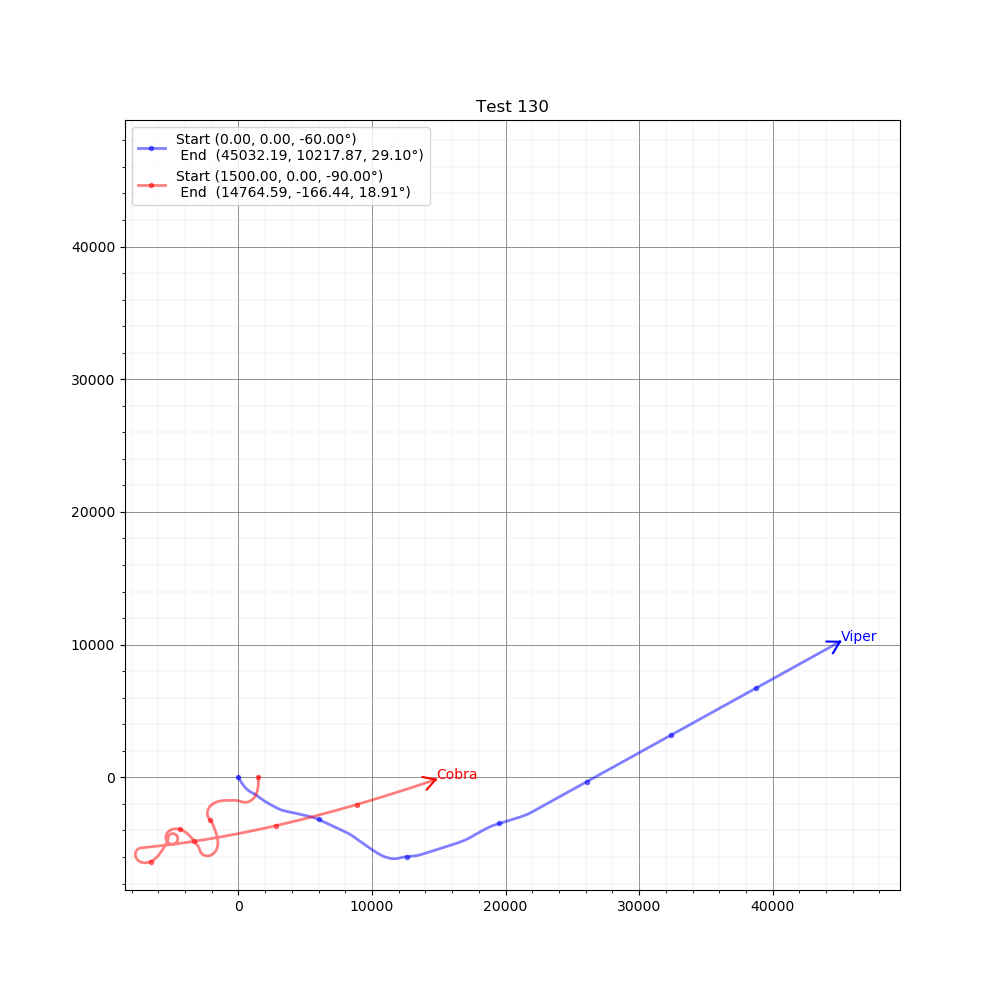 Test 130
Start (0.00, 0.00, -60.00°)
End  (45032.19, 10217.87, 29.10°)
Start (1500.00, 0.00, -90.00°)
End  (14764.59, -166.44, 18.91°)
40000
30000
20000
10000
0
Viper
Cobra
0
10000
20000
30000
40000